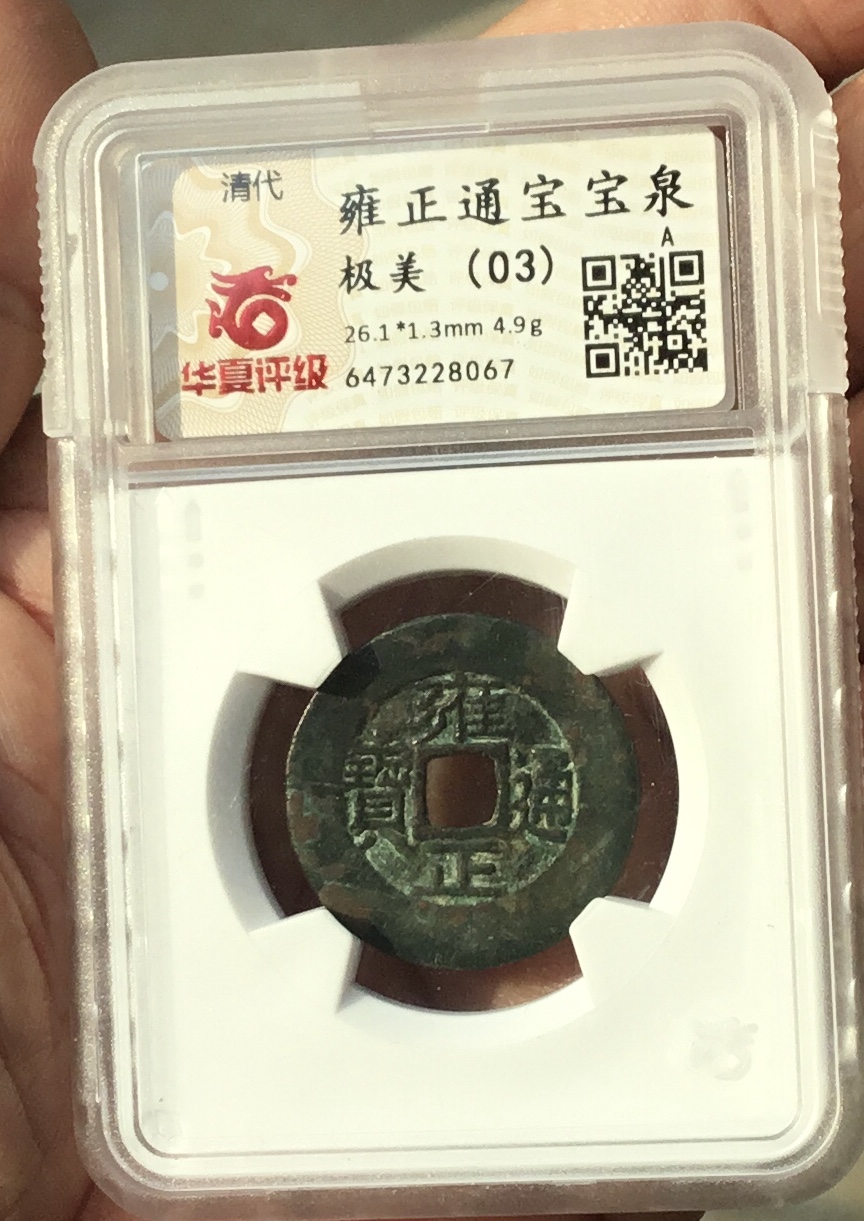 清代
雍正通宝宝泉
A
极美（03）
26.1*1.3mm 4.9g
华夏评级
6473228067
雍
寶 通
正